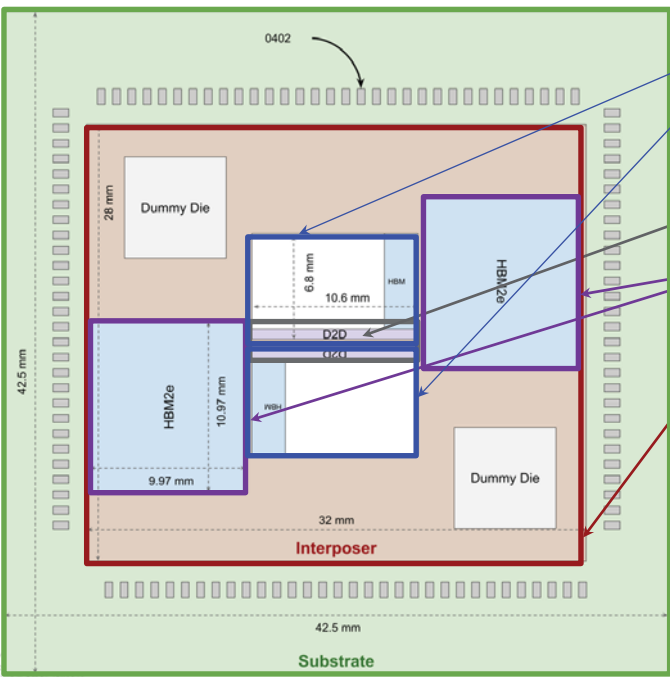 0402
Dummy Die
28 mm
HBM2e
6.8 mm
HBM
10.6 mm
D2D
D2D
42.5 mm
HBM2e
10.97 mm
HBM
9.97 mm
Dummy Die
32 mm
Interposer
42.5 mm
Substrate